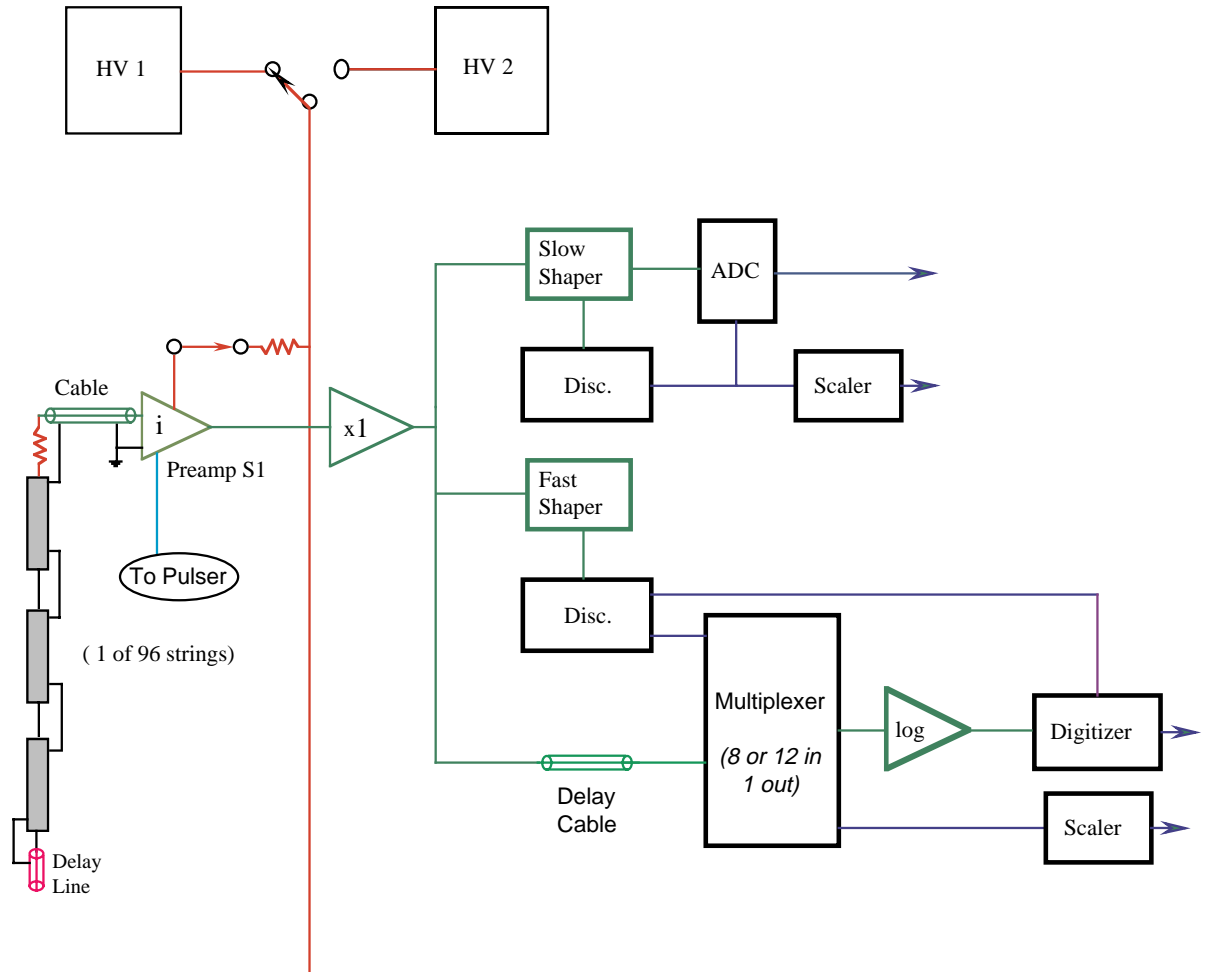 HV 1
HV 2
Slow
Shaper
ADC
Disc.
Scaler
Cable
i
x1
Preamp S1
Fast
Shaper
To Pulser
Disc.
( 1 of 96 strings)
Multiplexer
(8 or 12 in
1 out)
log
Digitizer
Delay
Cable
Scaler
Delay
Line